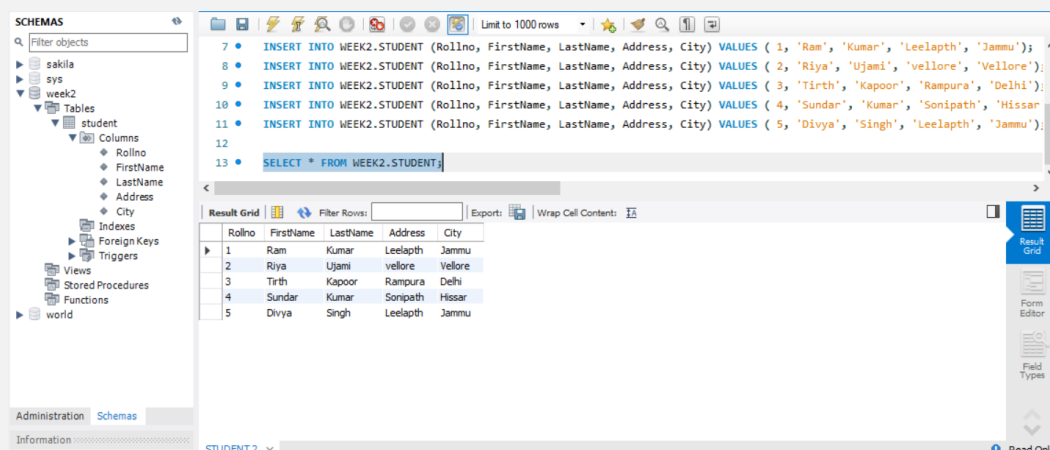 SCHEMAS
Filter objects
sakila
sys
week2
Tables
student
Columns
Rollno
FirstName
LastName
Address
City
Indexes
Foreign Keys
Triggers
Views
Stored Procedures
Functions
world
Administration Schemas
Information
Limit to 1000 rows
7 INSERT INTO WEEK2.STUDENT (Rollno, FirstName, LastName, Address, City) VALUES ( 1, 'Ram', 'Kumar', 'Leelapth', 'Jammu');
8 INSERT INTO WEEK2.STUDENT (Rollno, FirstName, LastName, Address, City) VALUES ( 2, 'Riya', 'Ujami', 'vellore', 'Vellore');
9 INSERT INTO WEEK2.STUDENT (Rollno, FirstName, LastName, Address, City) VALUES ( 3, 'Tirth', 'Kapoor', 'Rampura', 'Delhi');
10 INSERT INTO WEEK2.STUDENT (Rollno, FirstName, LastName, Address, City) VALUES ( 4, 'Sundar', 'Kumar', 'Sonipath', 'Hissar
11 INSERT INTO WEEK2.STUDENT (Rollno, FirstName, LastName, Address, City) VALUES ( 5, 'Divya', 'Singh', 'Leelapth', 'Jammu');
12
13 SELECT * FROM WEEK2.STUDENT;
Result Grid Filter Rows: Export: Wrap Cell Content:
Rollno FirstName LastName Address City
1 Ram Kumar Leelapth Jammu
2 Riya Ujami vellore Vellore
3 Tirth Kapoor Rampura Delhi
4 Sundar Kumar Sonipath Hissar
5 Divya Singh Leelapth Jammu
Result
Grid
Form
Editor
Field
Types
STUDENT 2
Read Onl